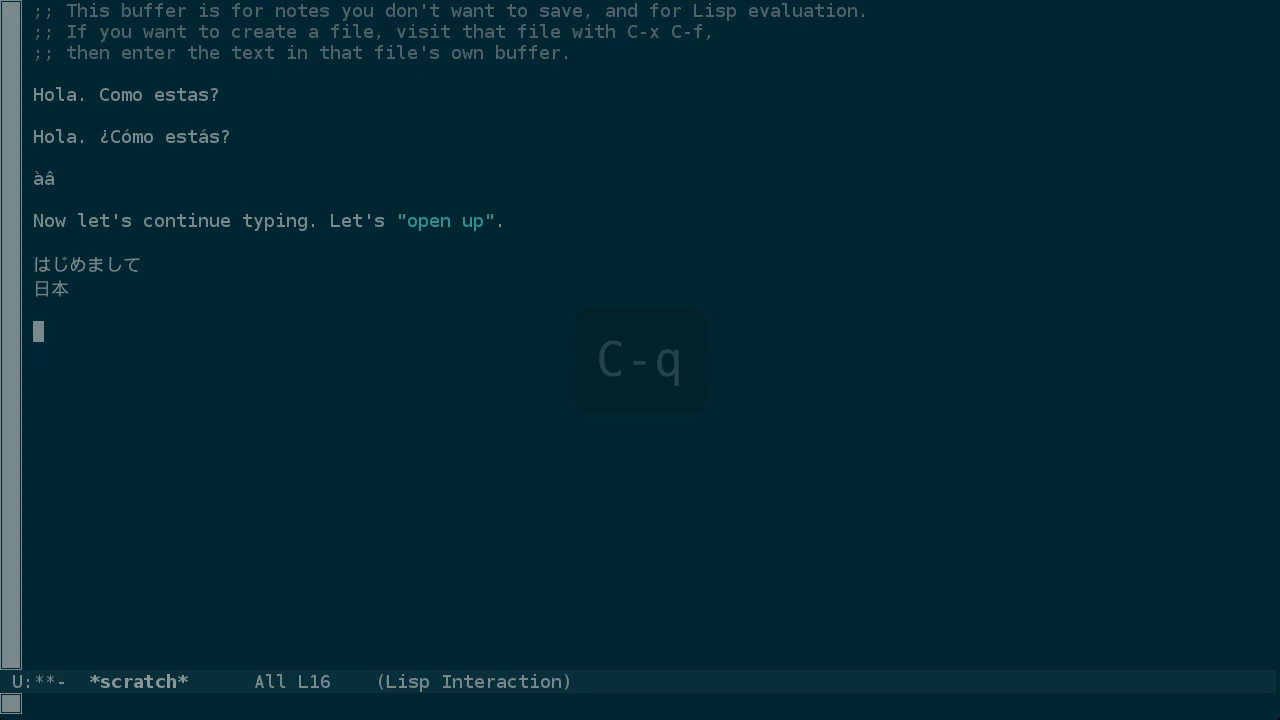 ;; This buffer is for notes you don't want to save, and for Lisp evaluation.
;; If you want to create a file, visit that file with C-x C-f,
;; then enter the text in that file's own buffer.
Hola. Como estas?
Hola. ¿Cómo estás?
àâ
Now let's continue typing. Let's "open up".
はじめまして
日本
C-q
U:**-  *scratch*      All L16    (Lisp Interaction)